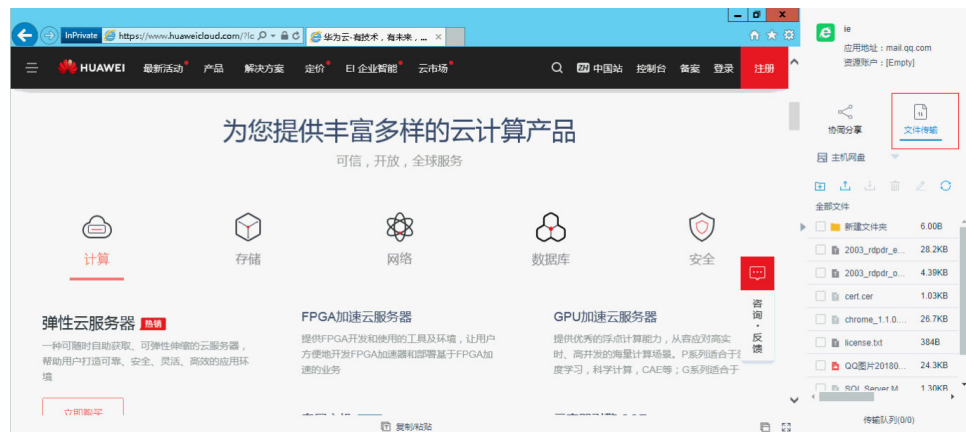 InPrivate
https://www.huaweicloud.com/?lc
华为云-有技术，有未来，...
HUAWEI
最新活动
产品
解决方案
定价
EI 企业智能
云市场
ZH 中国站
控制台
备案
登录
注册
为您提供丰富多样的云计算产品
可信，开放，全球服务
计算
存储
网络
数据库
安全
弹性云服务器 热销
一种可随时自助获取、可弹性伸缩的云服务器，
帮助用户打造可靠、安全、灵活、高效的应用环
境
立即购买
FPGA加速云服务器
提供FPGA开发和使用的工具及环境，让用户
方便地开发FPGA加速器和部署基于FPGA加
速的业务
GPU加速云服务器
提供优秀的浮点计算能力，从容应对高实
时、高并发的海量计算场景。P系列适合于
度学习，科学计算，CAE等；G系列适合于
咨询·反馈
复制/粘贴
ie
应用地址：mail.qq.com
资源账户：[Empty]
协同分享
文件传输
主机网盘
全部文件
新建文件夹 6.00B
2003_rdpdr_e... 28.2KB
2003_rdpdr_o... 4.39KB
cert.cer 1.03KB
chrome_1.1.0.... 26.7KB
license.txt 384B
QQ图片20180... 24.3KB
SQL Server M... 1.30KB
传输队列(0/0)